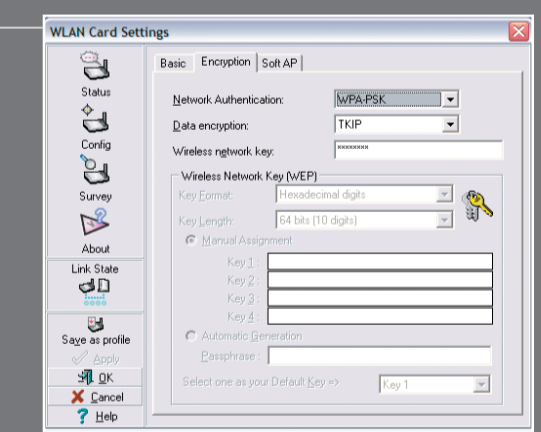 WLAN Card Settings
Status
Config
Survey
About
Link State
Save as profile
Apply
OK
Cancel
Help
Basic
Encryption
Soft AP
Network Authentication:
WPA-PSK
Data encryption:
TKIP
Wireless network key:
xxxxxxxx
Wireless Network Key (WEP)
Key Format:
Hexadecimal digits
Key Length:
64 bits (10 digits)
Manual Assignment
Key 1 :
Key 2 :
Key 3 :
Key 4 :
Automatic Generation
Passphrase :
Select one as your Default Key =>
Key 1